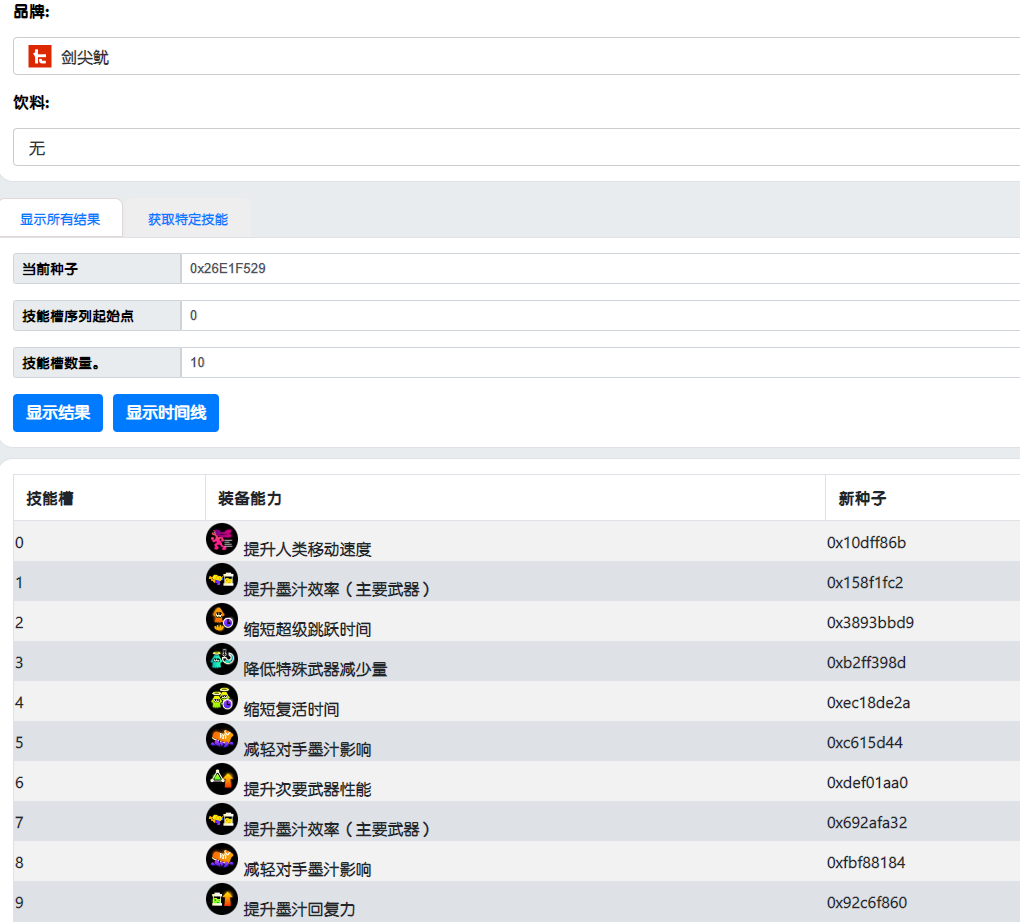 品牌:
剑尖鱿
饮料:
无
显示所有结果 获取特定技能
当前种子 0x26E1F529
技能槽序列起始点 0
技能槽数量。 10
显示结果 显示时间线
技能槽 装备能力 新种子
0 提升人类移动速度 0x10dff86b
1 提升墨汁效率（主要武器） 0x158f1fc2
2 缩短超级跳跃时间 0x3893bbd9
3 降低特殊武器减少量 0xb2ff398d
4 缩短复活时间 0xec18de2a
5 减轻对手墨汁影响 0xc615d44
6 提升次要武器性能 0xdef01aa0
7 提升墨汁效率（主要武器） 0x692afa32
8 减轻对手墨汁影响 0xfbf88184
9 提升墨汁回复力 0x92c6f860